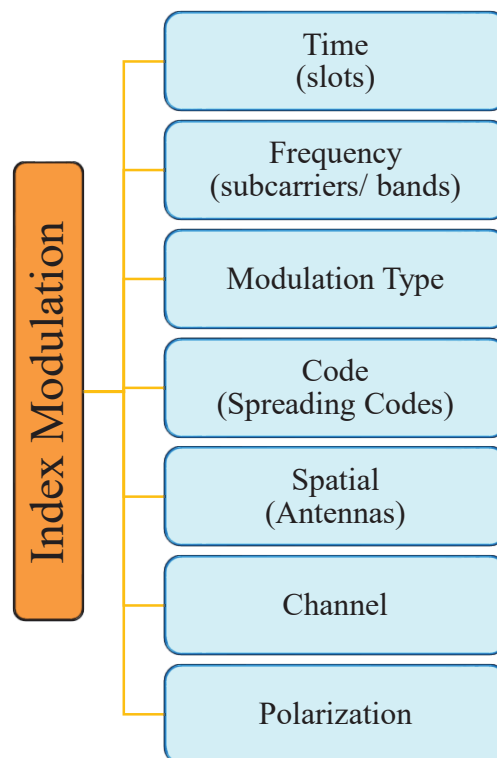 Index Modulation
Time
(slots)
Frequency
(subcarriers/ bands)
Modulation Type
Code
(Spreading Codes)
Spatial
(Antennas)
Channel
Polarization